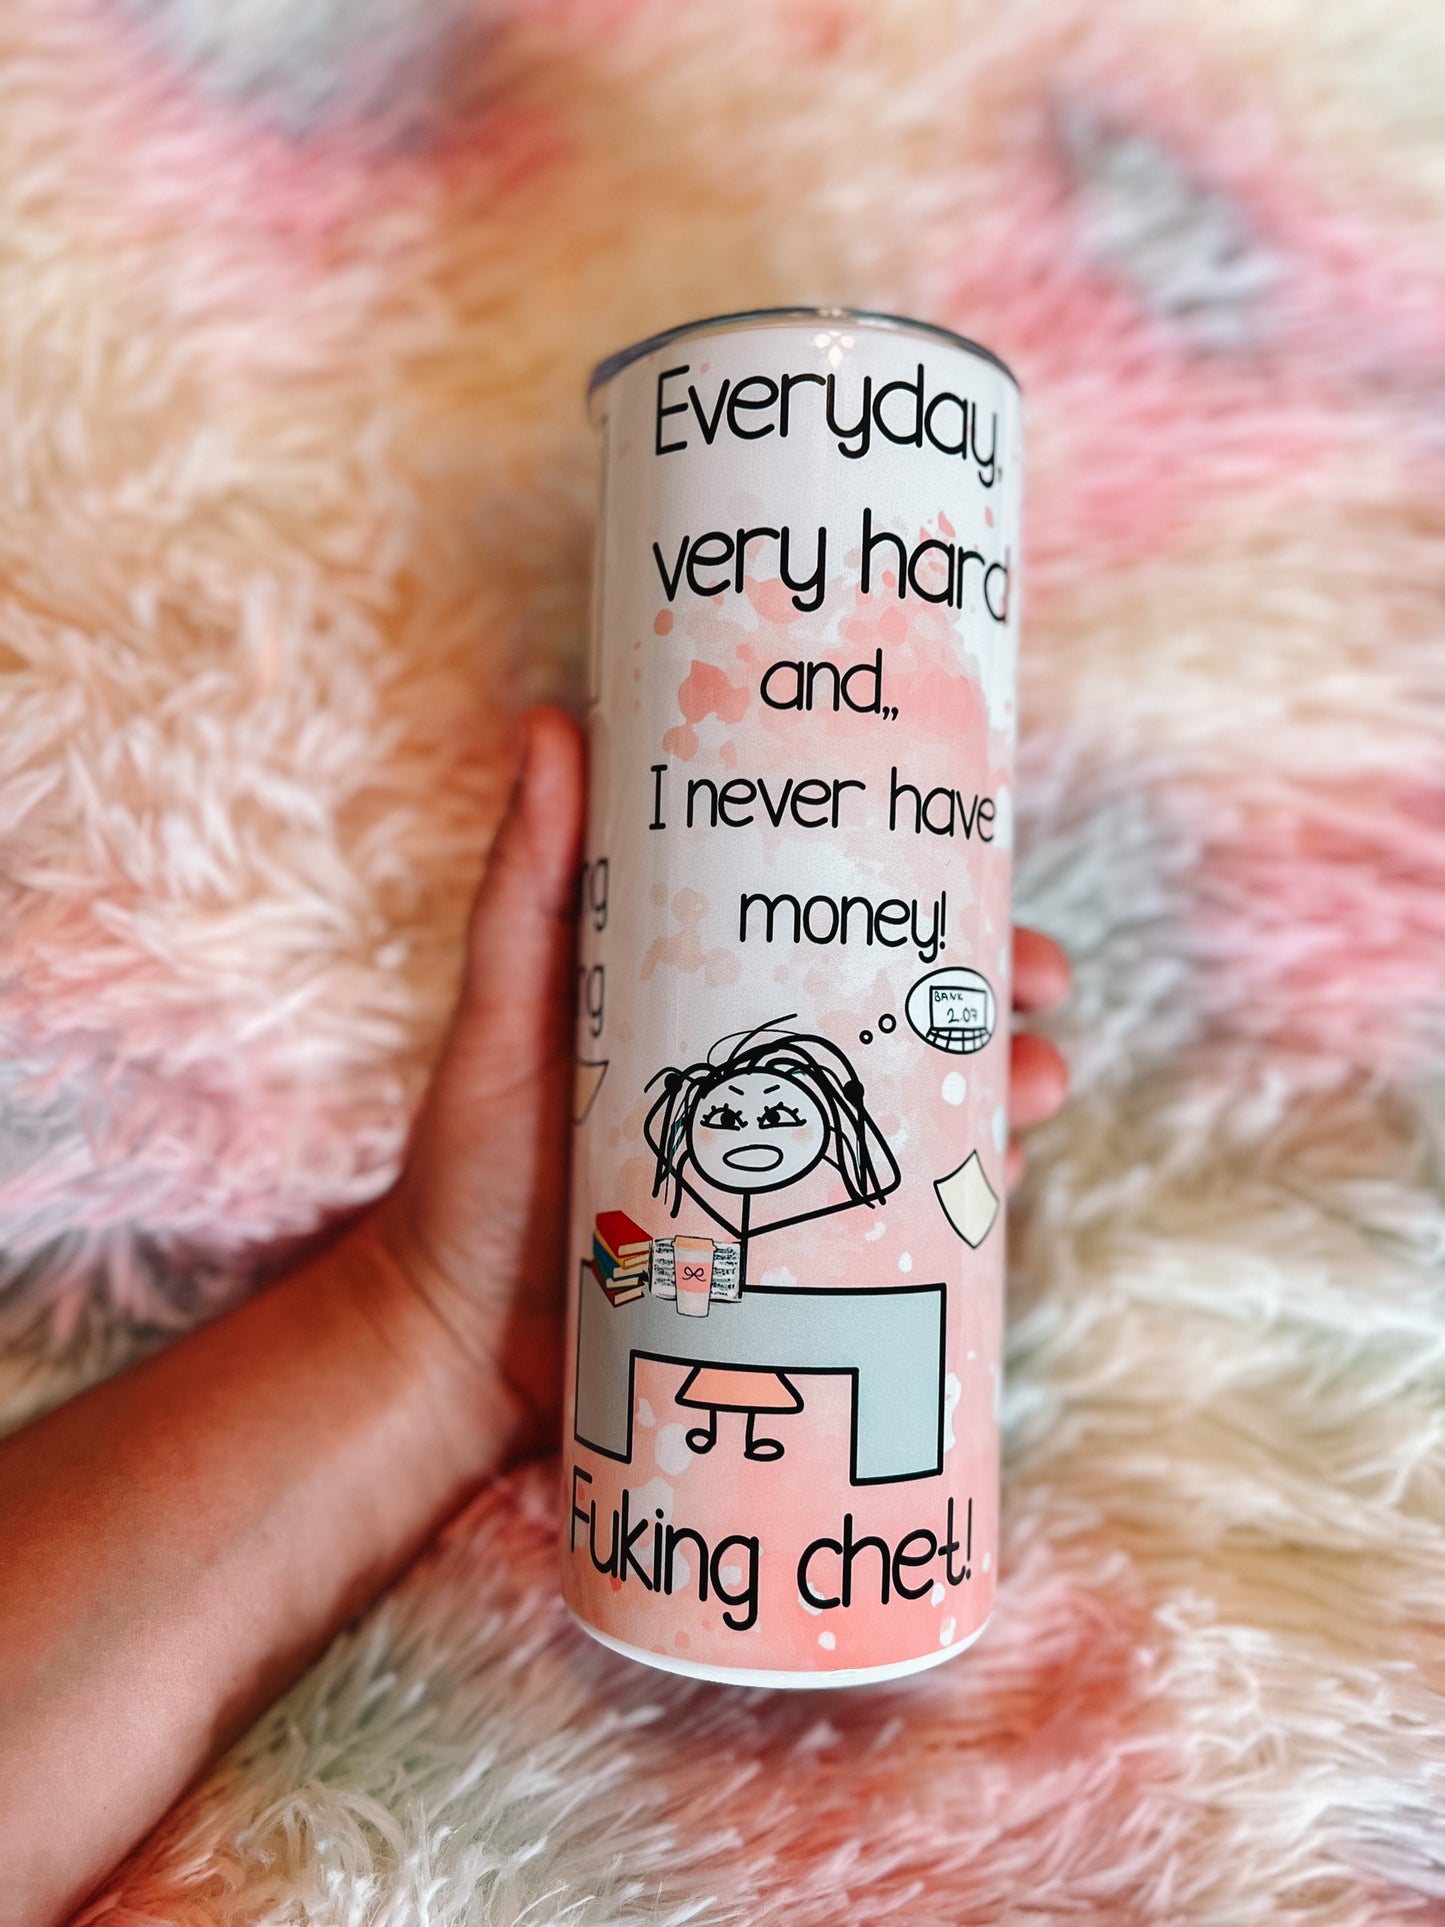 Everyday,
very hard
and,,
I never have
money!
BANK
2.07
Fuking chet!